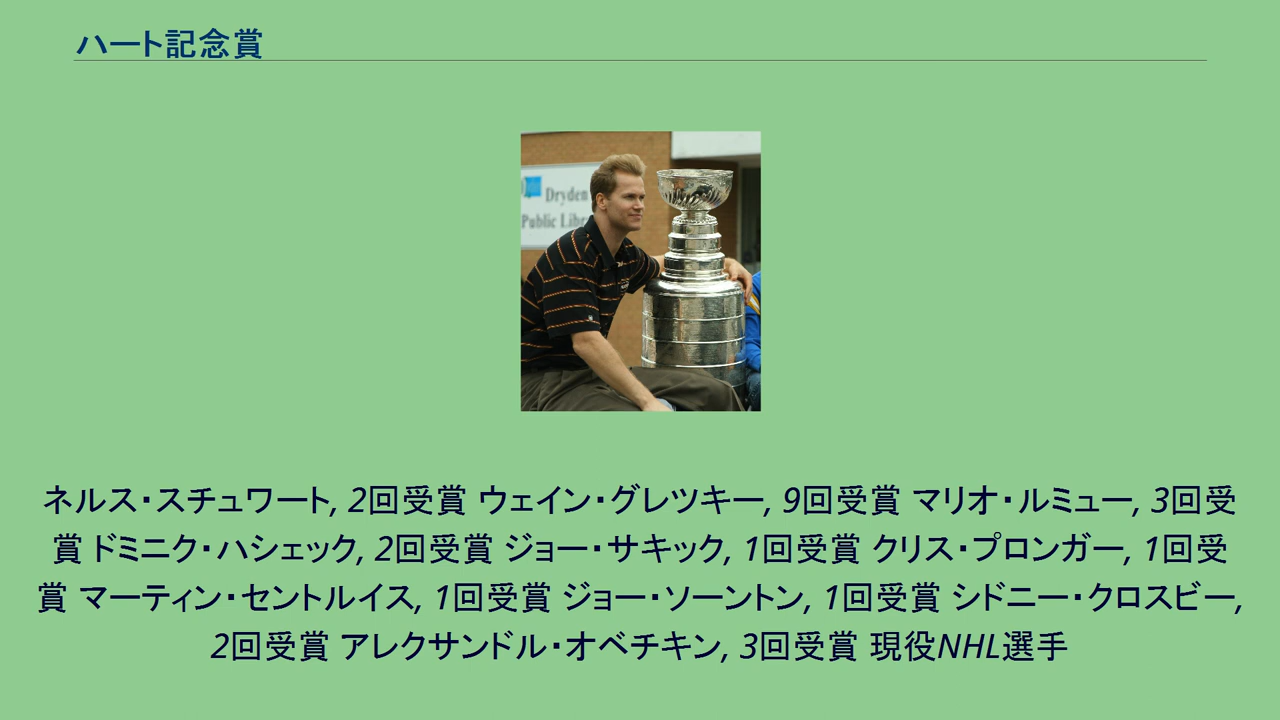 ハート記念賞
Dryden
Public Libr
ネルス・スチュワート, 2回受賞 ウェイン・グレツキー, 9回受賞 マリオ・ルミュー, 3回受
賞 ドミニク・ハシェック, 2回受賞 ジョー・サキック, 1回受賞 クリス・プロンガー, 1回受
賞 マーティン・セントルイス, 1回受賞 ジョー・ソーントン, 1回受賞 シドニー・クロスビー,
2回受賞 アレクサンドル・オベチキン, 3回受賞 現役NHL選手